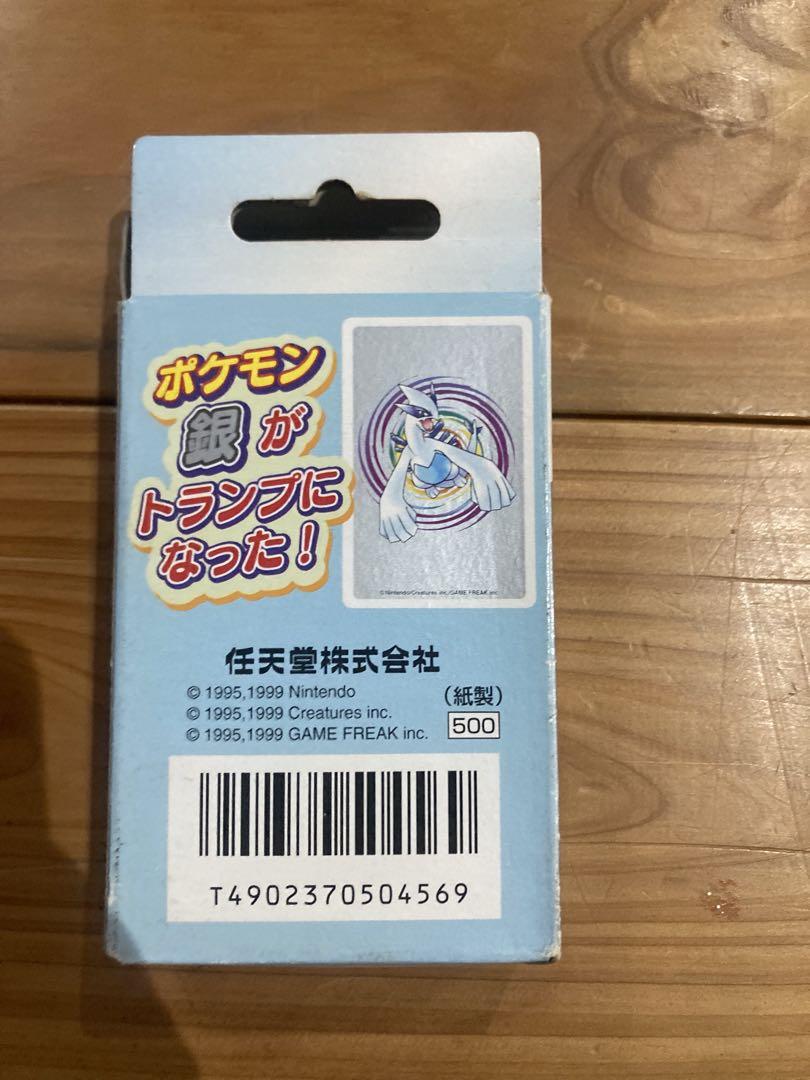 ポケモン
銀が
トランプに
なった!
©Nintendo/Creatures inc./GAME FREAK inc.
任天堂株式会社
© 1995,1999 Nintendo
(紙製)
© 1995,1999 Creatures inc.
500
© 1995,1999 GAME FREAK inc.
T4902370504569